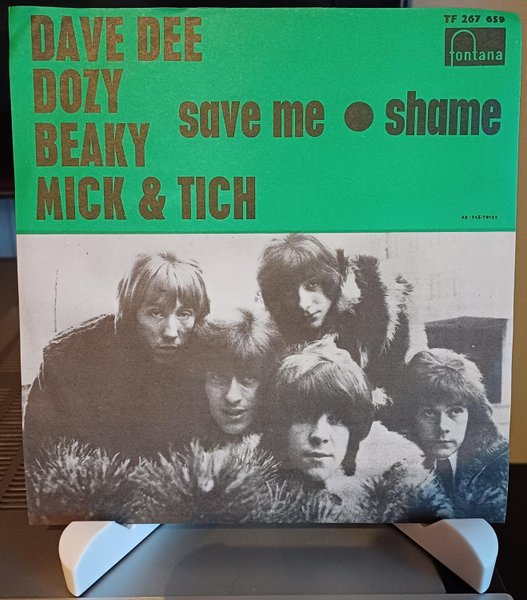 TF 267 659
fontana
DAVE DEE
DOZY
BEAKY
MICK & TICH
save me ● shame